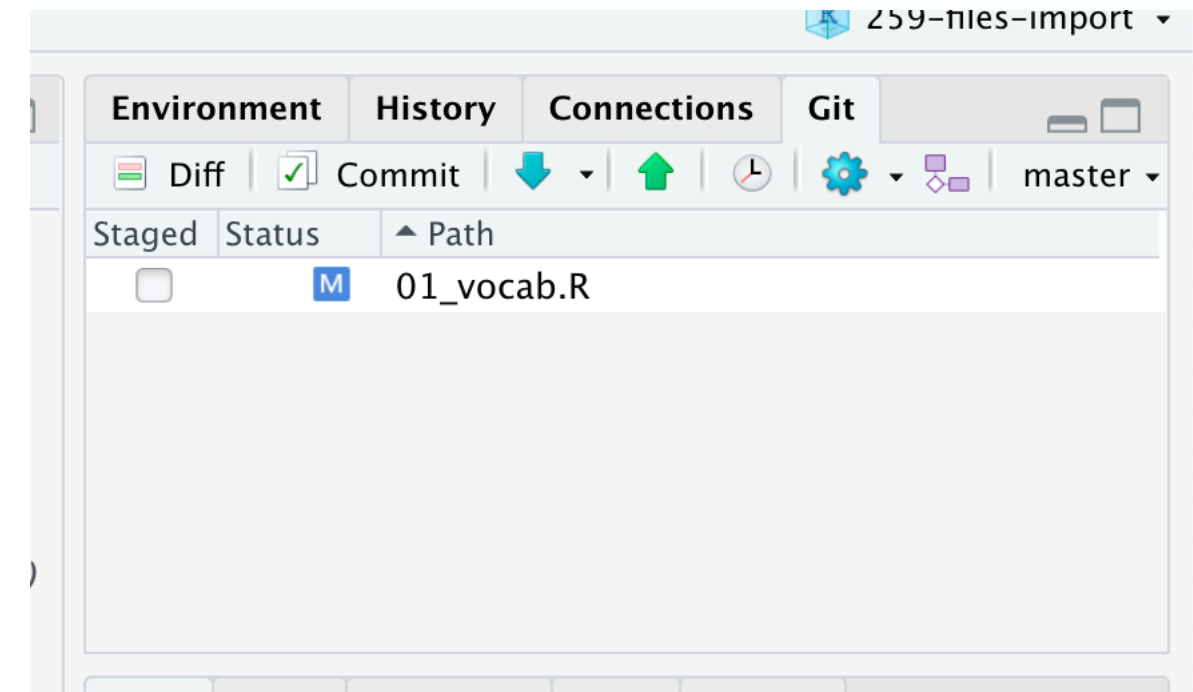 259-files-import
Environment History Connections Git
Diff Commit master
Staged Status Path
M 01_vocab.R
)